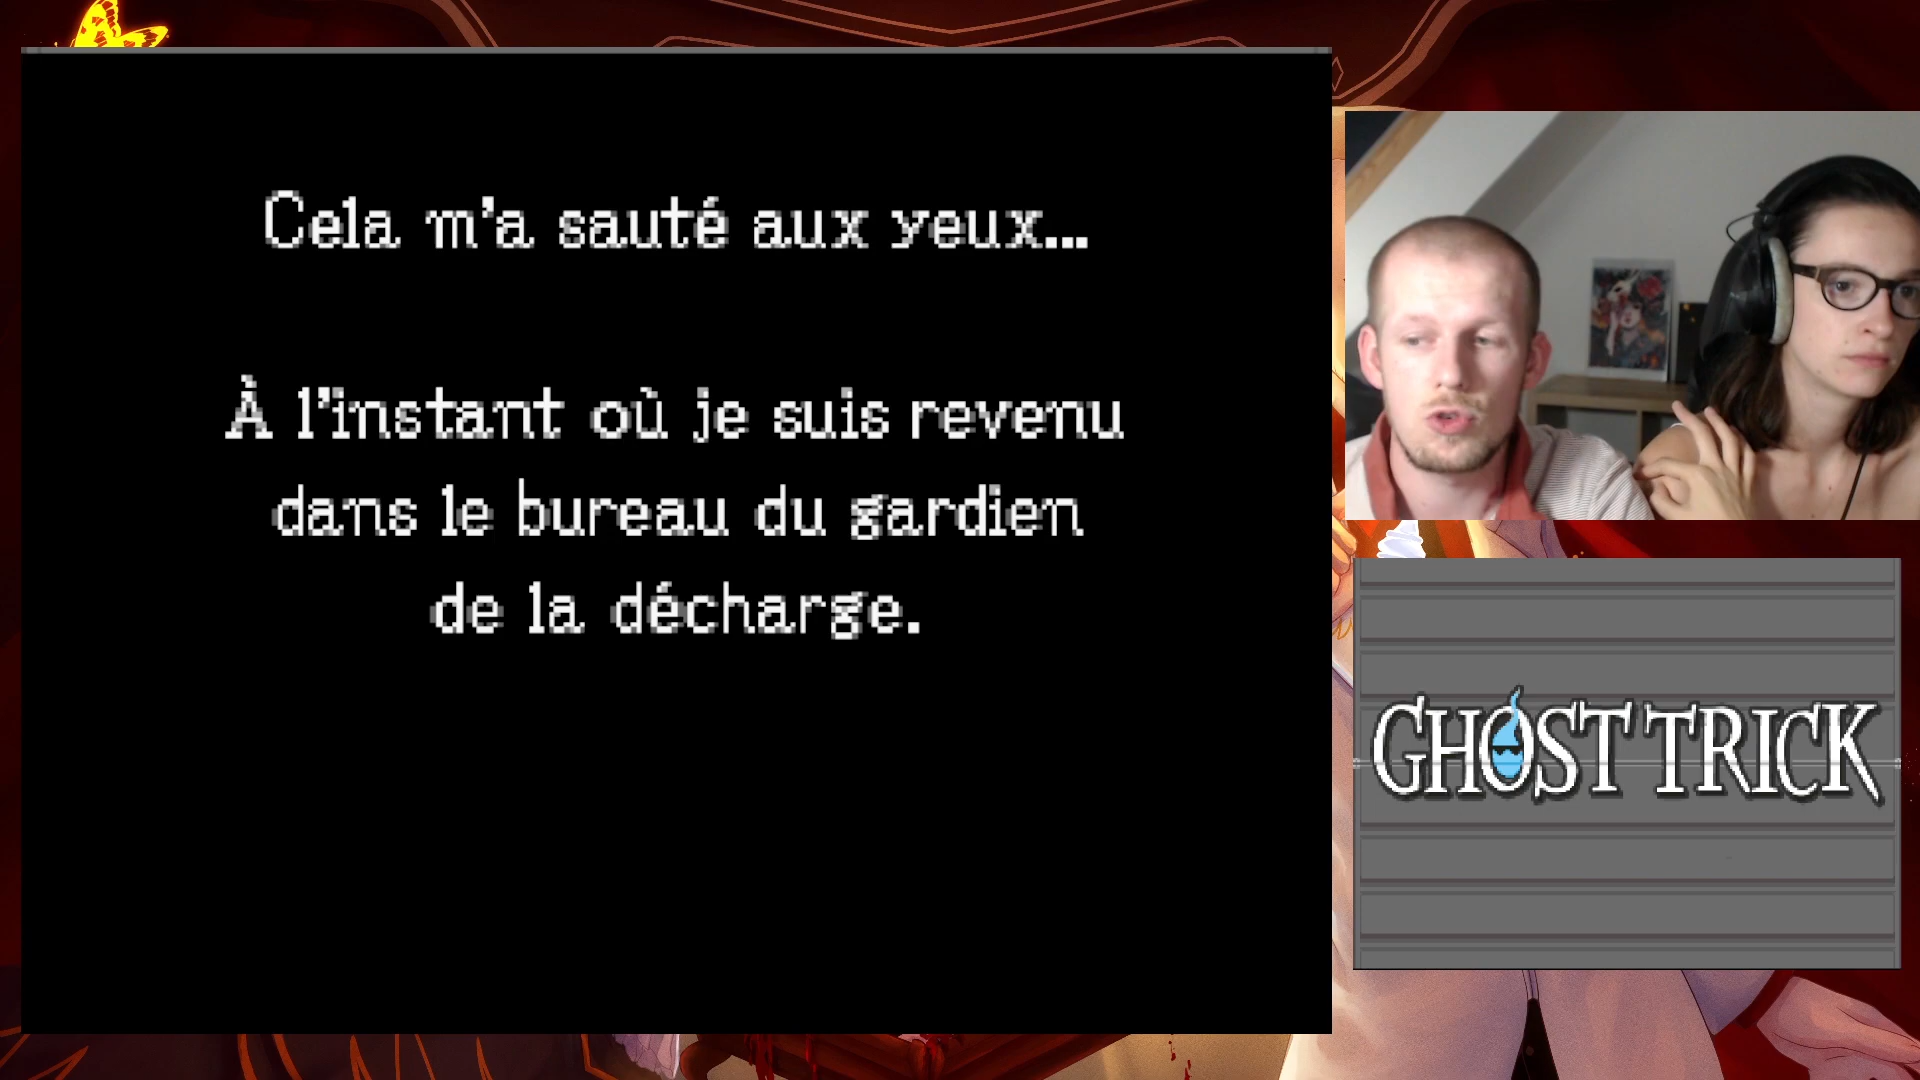 Cela m'a sauté aux yeux...
À l'instant où je suis revenu
dans le bureau du gardien
de la décharge.
GHOST TRICK